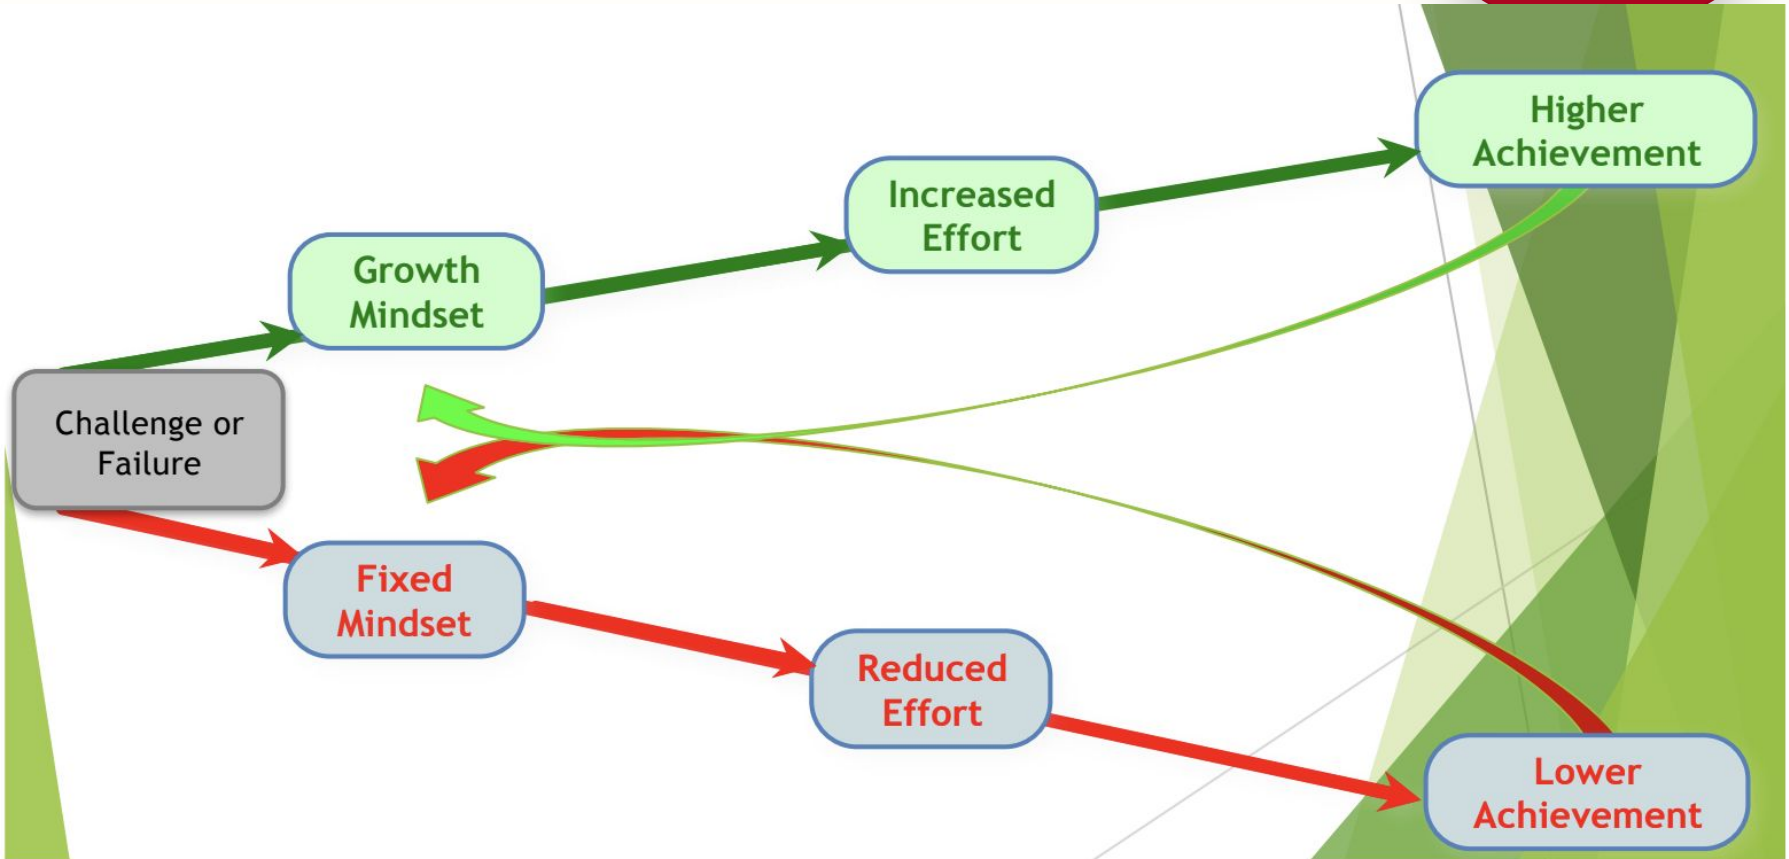 Higher
Achievement
Increased
Effort
Growth
Mindset
Challenge or
Failure
Fixed
Mindset
Reduced
Effort
Lower
Achievement